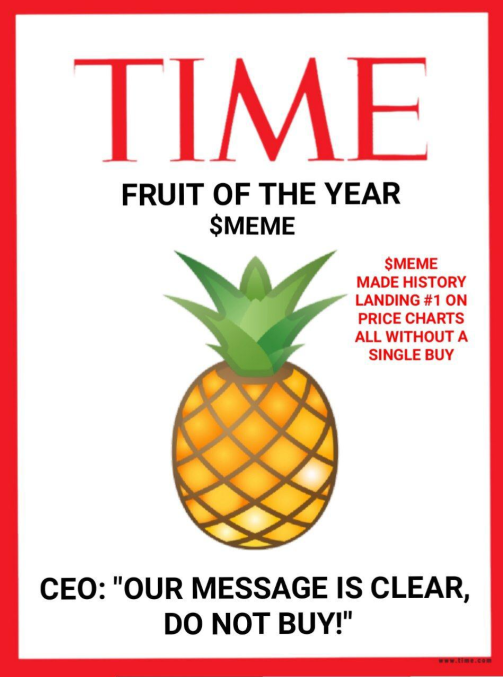 TIME
FRUIT OF THE YEAR
$MEME
$MEME
MADE HISTORY
LANDING #1 ON
PRICE CHARTS
ALL WITHOUT A
SINGLE BUY
CEO: "OUR MESSAGE IS CLEAR,
DO NOT BUY!"
www.time.com